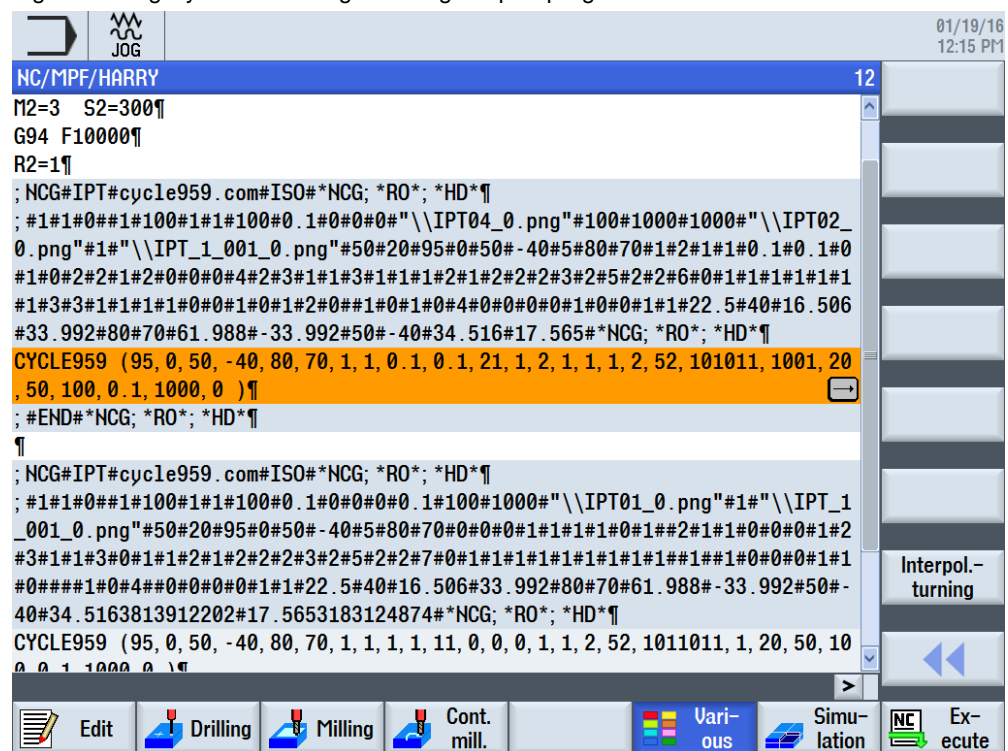 JOG
01/19/16
12:15 PM
NC/MPF/HARRY 12
M2=3 S2=300¶
G94 F10000¶
R2=1¶
;NCG#IPT#cycle959.com#ISO#*NCG;*RO*;*HD*¶
;#1#1#0##1#100#1#1#100#0.1#0#0#0#"\\IPT04_0.png"#100#1000#1000#"\\IPT02_
0.png"#1#"\\IPT_1_001_0.png"#50#20#95#0#50#-40#5#80#70#1#2#1#1#0.1#0.1#0
#1#0#2#2#1#2#0#0#0#4#2#3#1#1#3#1#1#1#2#1#2#2#2#3#2#5#2#2#6#0#1#1#1#1#1#1
#1#3#3#1#1#1#1#0#0#1#0#1#2#0##1#0#1#0#4#0#0#0#0#1#0#0#1#1#22.5#40#16.506
#33.992#80#70#61.988#-33.992#50#-40#34.516#17.565#*NCG;*RO*;*HD*¶
CYCLE959 (95,0,50,-40,80,70,1,1,0.1,0.1,21,1,2,1,1,1,2,52,101011,1001,20
,50,100,0.1,1000,0 )¶
;#END#*NCG;*RO*;*HD*¶
¶
;NCG#IPT#cycle959.com#ISO#*NCG;*RO*;*HD*¶
;#1#1#0##1#100#1#1#100#0.1#0#0#0#0.1#100#1000#"\\IPT01_0.png"#1#"\\IPT_1
_001_0.png"#50#20#95#0#50#-40#5#80#70#0#0#0#1#1#1#1#0#1##2#1#1#0#0#0#1#2
#3#1#1#3#0#1#1#2#1#2#2#2#3#2#5#2#2#7#0#1#1#1#1#1#1#1#1#1##1##1#0#0#0#1#1
#0####1#0#4##0#0#0#0#1#1#22.5#40#16.506#33.992#80#70#61.988#-33.992#50#-
40#34.5163813912202#17.5653183124874#*NCG;*RO*;*HD*¶
CYCLE959 (95,0,50,-40,80,70,1,1,1,1,11,0,0,0,1,1,2,52,1011011,1,20,50,10
0,0.1,1000,0 )¶
Interpol.-
turning
Edit
Drilling
Milling
Cont.
mill.
Vari-
ous
Simu-
lation
NC
Ex-
ecute